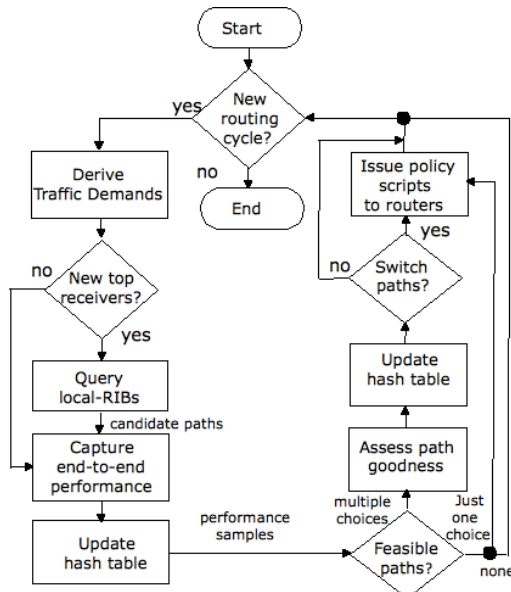 Start
New
routing
cycle?
yes
no
End
Derive
Traffic Demands
New top
receivers?
no
yes
Query
local-RIBs
candidate paths
Capture
end-to-end
performance
Update
hash table
performance
samples
Feasible
paths?
multiple
choices
Just
one
choice
none
Assess path
goodness
Update
hash table
Switch
paths?
no
yes
Issue policy
scripts
to routers